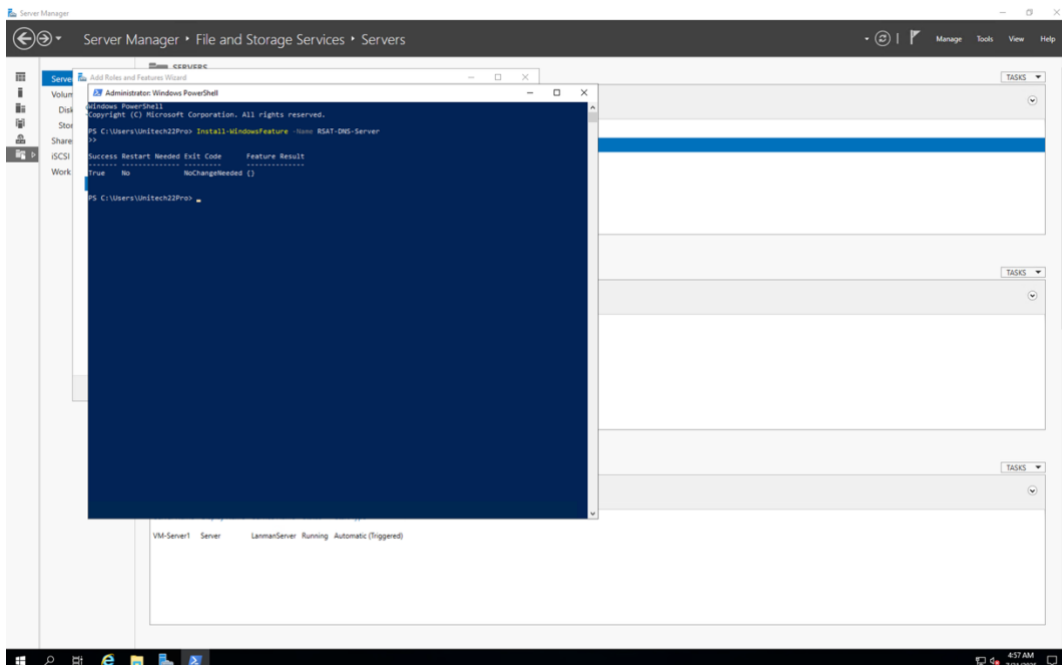 Server Manager
Server Manager • File and Storage Services • Servers
Manage Tools View Help
SERVERS
TASKS
Add Roles and Features Wizard
Administrator: Windows PowerShell
Windows PowerShell
Copyright (C) Microsoft Corporation. All rights reserved.
PS C:\Users\Unitech22Pro> Install-WindowsFeature -Name RSAT-DNS-Server
>>
Success Restart Needed Exit Code Feature Result
------- -------------- --------- --------------
True No NoChangeNeeded {}
PS C:\Users\Unitech22Pro>
Serve
Volum
Disk
Stor
Share
iSCSI
Work
TASKS
TASKS
VM-Server1 Server LanmanServer Running Automatic (Triggered)
4:57 AM